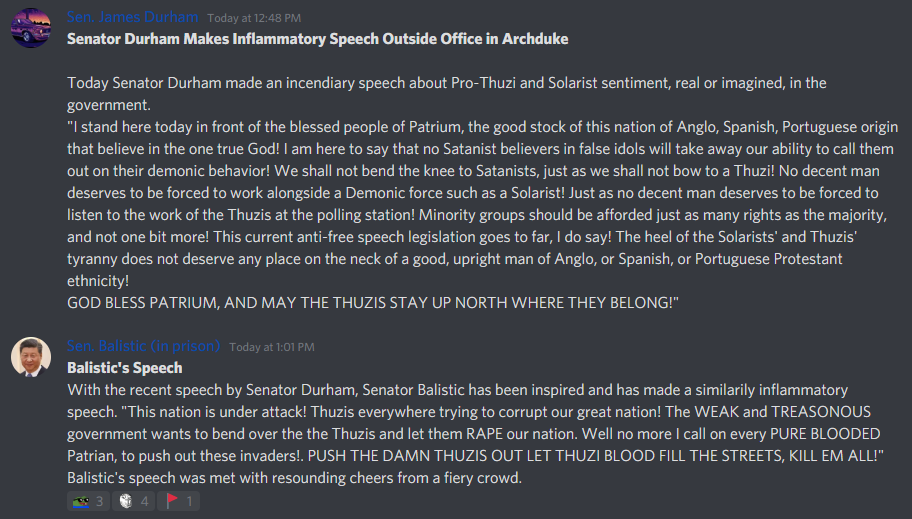 Sen. James Durham Today at 12:48 PM
Senator Durham Makes Inflammatory Speech Outside Office in Archduke
Today Senator Durham made an incendiary speech about Pro-Thuzi and Solarist sentiment, real or imagined, in the
government.
"I stand here today in front of the blessed people of Patrium, the good stock of this nation of Anglo, Spanish, Portuguese origin
that believe in the one true God! I am here to say that no Satanist believers in false idols will take away our ability to call them
out on their demonic behavior! We shall not bend the knee to Satanists, just as we shall not bow to a Thuzi! No decent man
deserves to be forced to work alongside a Demonic force such as a Solarist! Just as no decent man deserves to be forced to
listen to the work of the Thuzis at the polling station! Minority groups should be afforded just as many rights as the majority,
and not one bit more! This current anti-free speech legislation goes to far, I do say! The heel of the Solarists' and Thuzis'
tyranny does not deserve any place on the neck of a good, upright man of Anglo, or Spanish, or Portuguese Protestant
ethnicity!
GOD BLESS PATRIUM, AND MAY THE THUZIS STAY UP NORTH WHERE THEY BELONG!"
Sen. Balistic (in prison) Today at 1:01 PM
Balistic's Speech
With the recent speech by Senator Durham, Senator Balistic has been inspired and has made a similarily inflammatory
speech. "This nation is under attack! Thuzis everywhere trying to corrupt our great nation! The WEAK and TREASONOUS
government wants to bend over the the Thuzis and let them RAPE our nation. Well no more I call on every PURE BLOODED
Patrian, to push out these invaders!. PUSH THE DAMN THUZIS OUT LET THUZI BLOOD FILL THE STREETS, KILL EM ALL!"
Balistic's speech was met with resounding cheers from a fiery crowd.
3 4 1